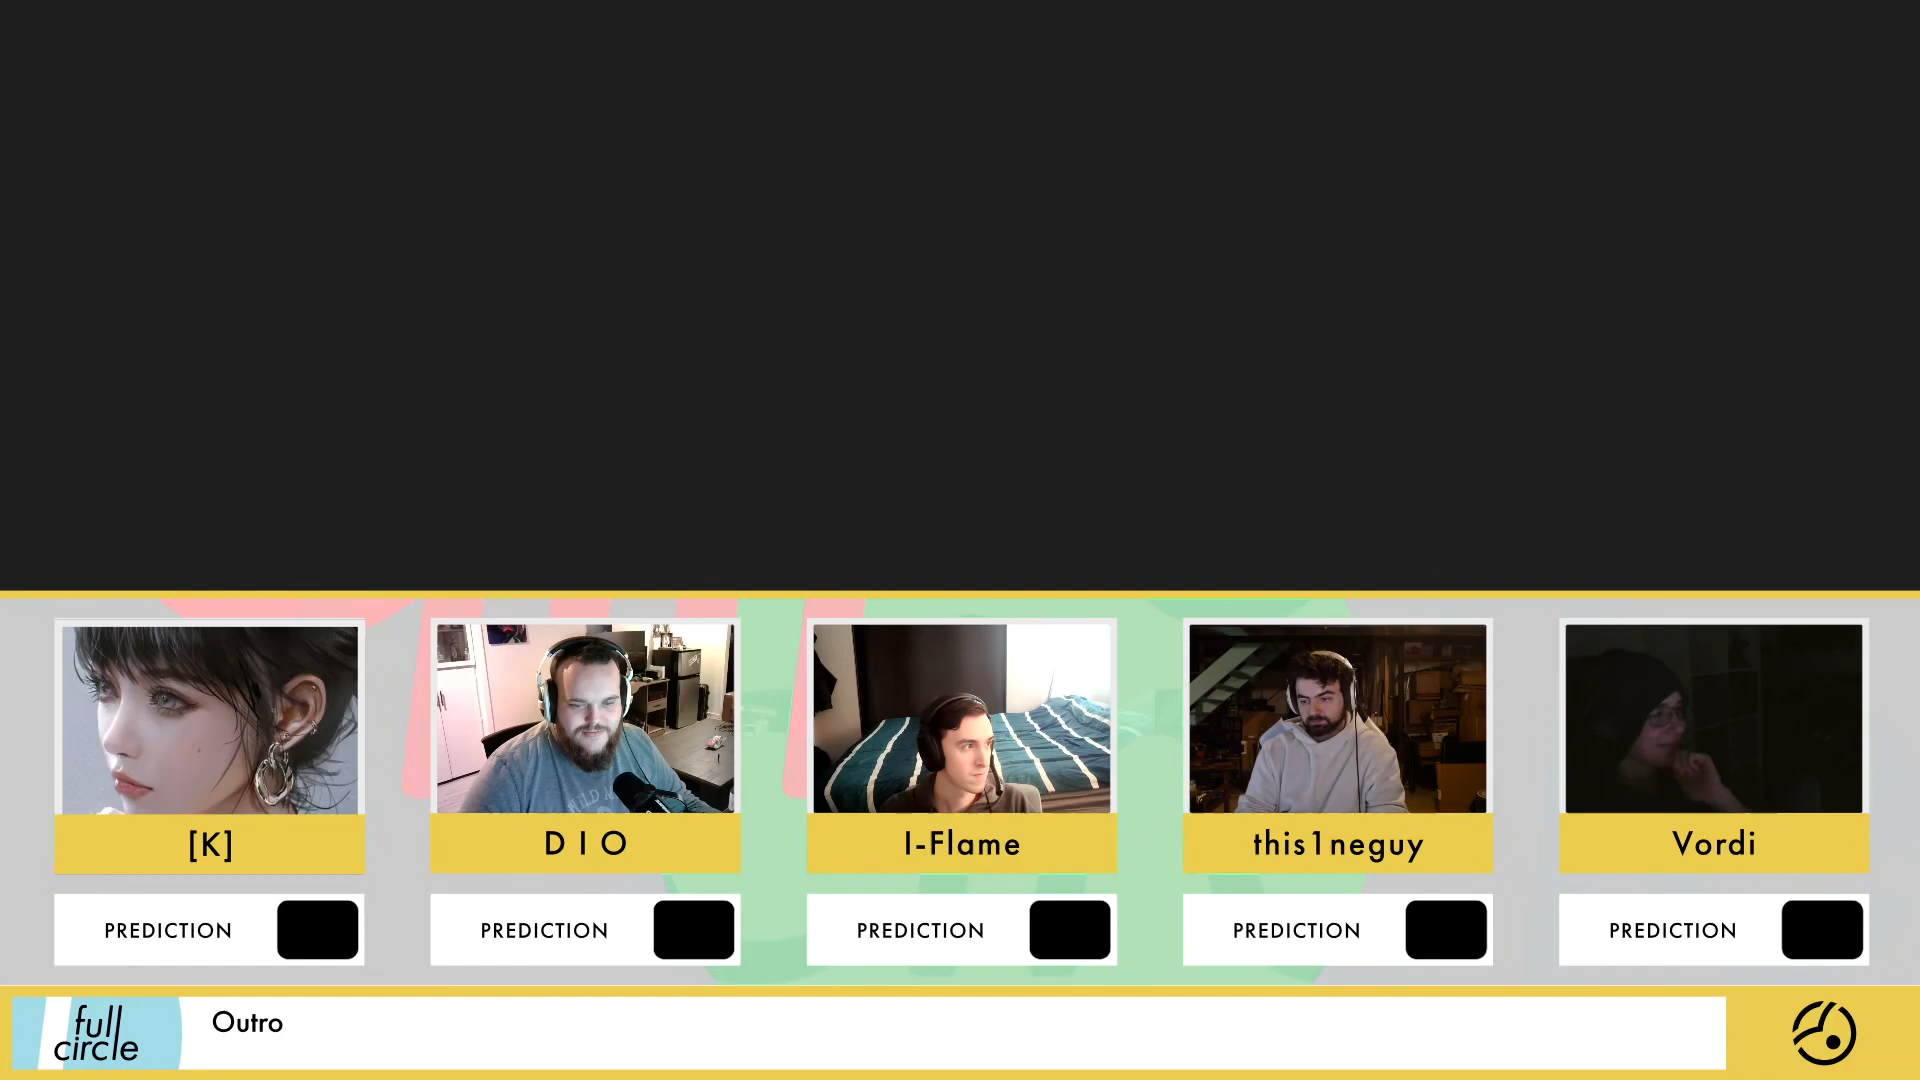 [K]
D I O
I-Flame
this1neguy
Vordi
PREDICTION
PREDICTION
PREDICTION
PREDICTION
PREDICTION
full
circle
Outro